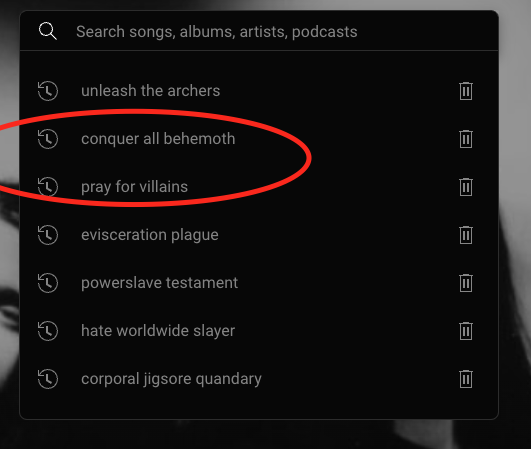 Search songs, albums, artists, podcasts
unleash the archers
conquer all behemoth
pray for villains
evisceration plague
powerslave testament
hate worldwide slayer
corporal jigsore quandary